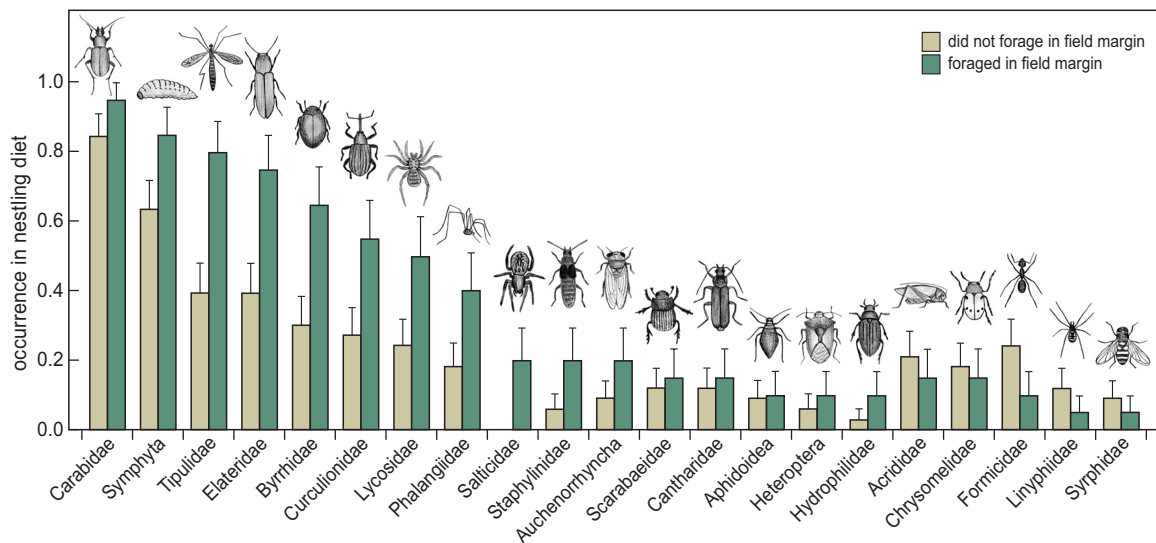 did not forage in field margin
foraged in field margin
occurrence in nestling diet
1.0
0.8
0.6
0.4
0.2
0.0
Carabidae
Symphyta
Tipulidae
Elateridae
Byrrhidae
Curculionidae
Lycosidae
Phalangiidae
Salticidae
Staphylinidae
Auchenorrhyncha
Scarabaeidae
Cantharidae
Aphidoidea
Heteroptera
Hydrophilidae
Acrididae
Chrysomelidae
Formicidae
Linyphiidae
Syrphidae